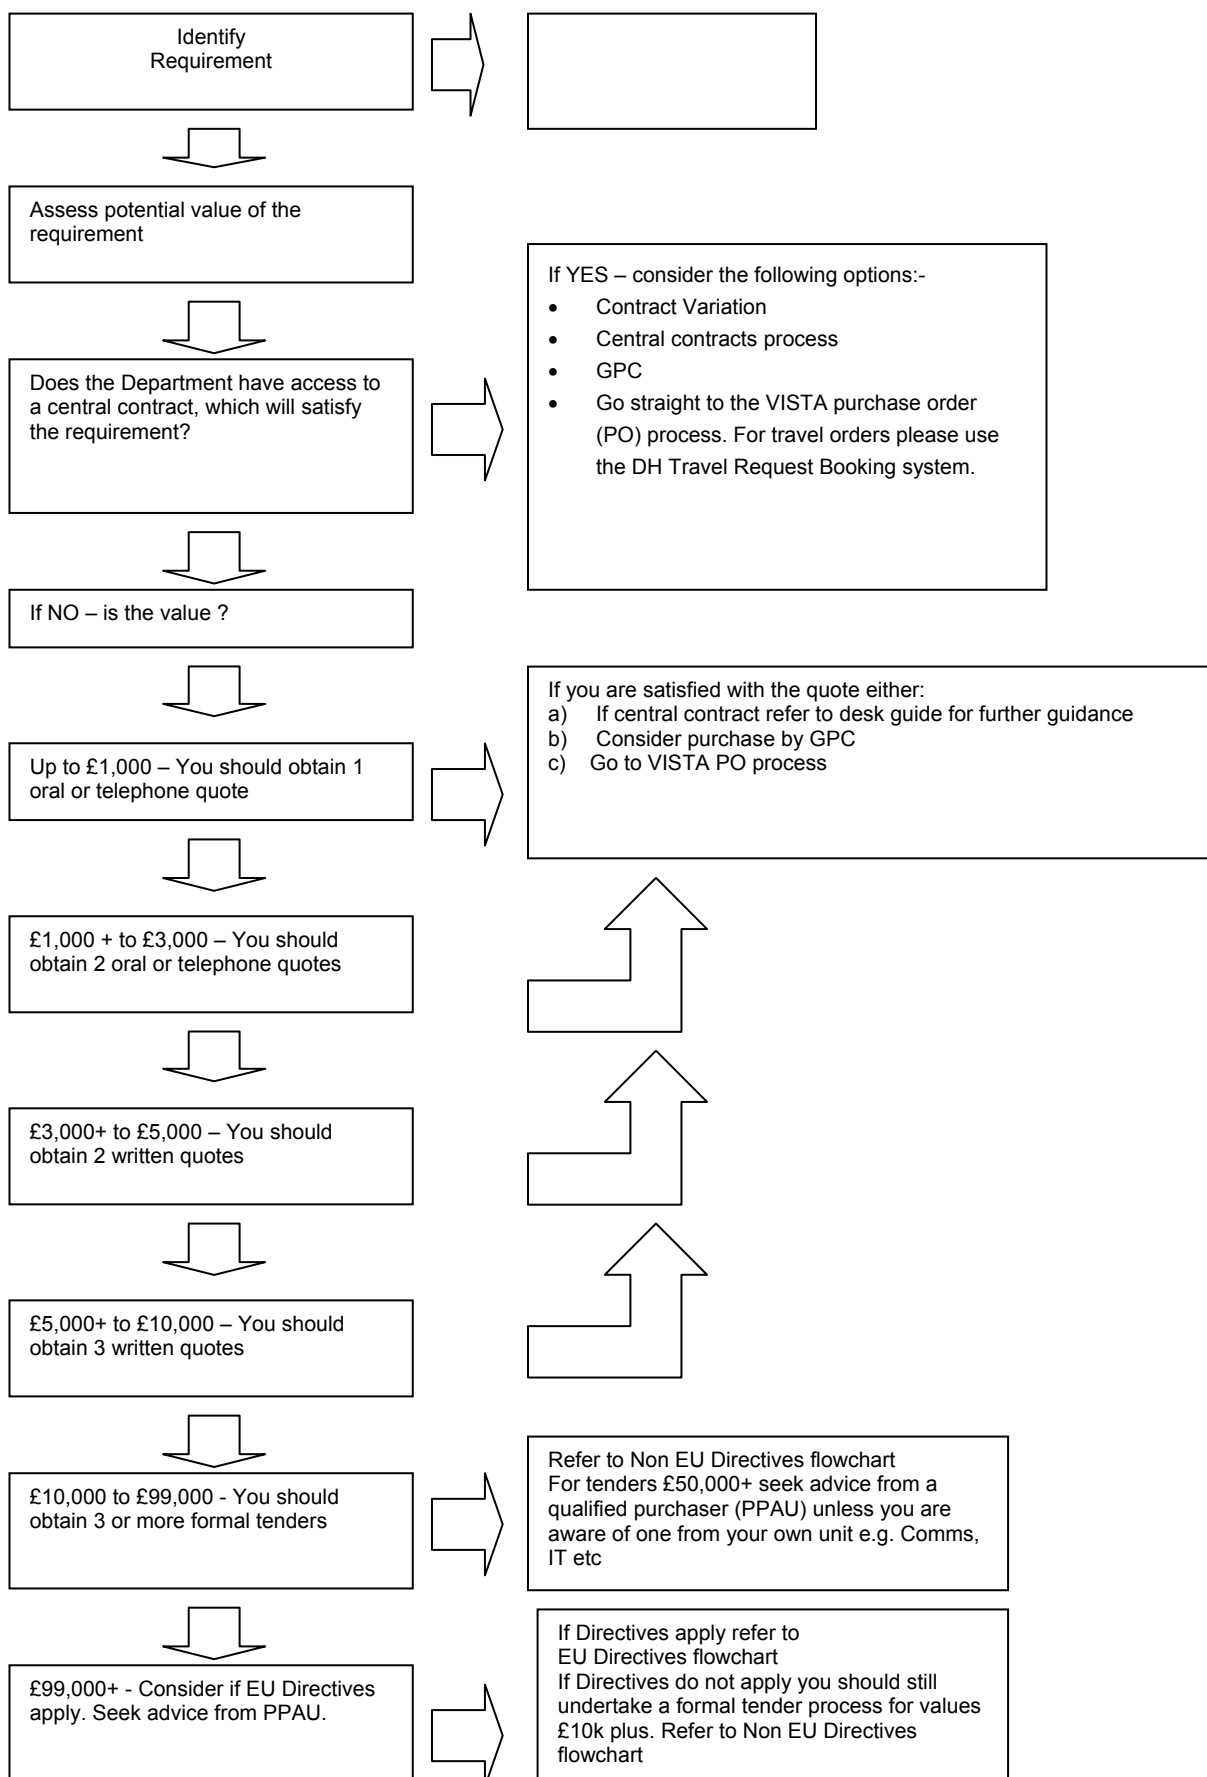 Identify
Requirement
Assess potential value of the
requirement
Does the Department have access to
a central contract, which will satisfy
the requirement?
If YES – consider the following options:-
• Contract Variation
• Central contracts process
• GPC
• Go straight to the VISTA purchase order
(PO) process. For travel orders please use
the DH Travel Request Booking system.
If NO – is the value ?
Up to £1,000 – You should obtain 1
oral or telephone quote
If you are satisfied with the quote either:
a) If central contract refer to desk guide for further guidance
b) Consider purchase by GPC
c) Go to VISTA PO process
£1,000 + to £3,000 – You should
obtain 2 oral or telephone quotes
£3,000+ to £5,000 – You should
obtain 2 written quotes
£5,000+ to £10,000 – You should
obtain 3 written quotes
£10,000 to £99,000 - You should
obtain 3 or more formal tenders
Refer to Non EU Directives flowchart
For tenders £50,000+ seek advice from a
qualified purchaser (PPAU) unless you are
aware of one from your own unit e.g. Comms,
IT etc
£99,000+ - Consider if EU Directives
apply. Seek advice from PPAU.
If Directives apply refer to
EU Directives flowchart
If Directives do not apply you should still
undertake a formal tender process for values
£10k plus. Refer to Non EU Directives
flowchart